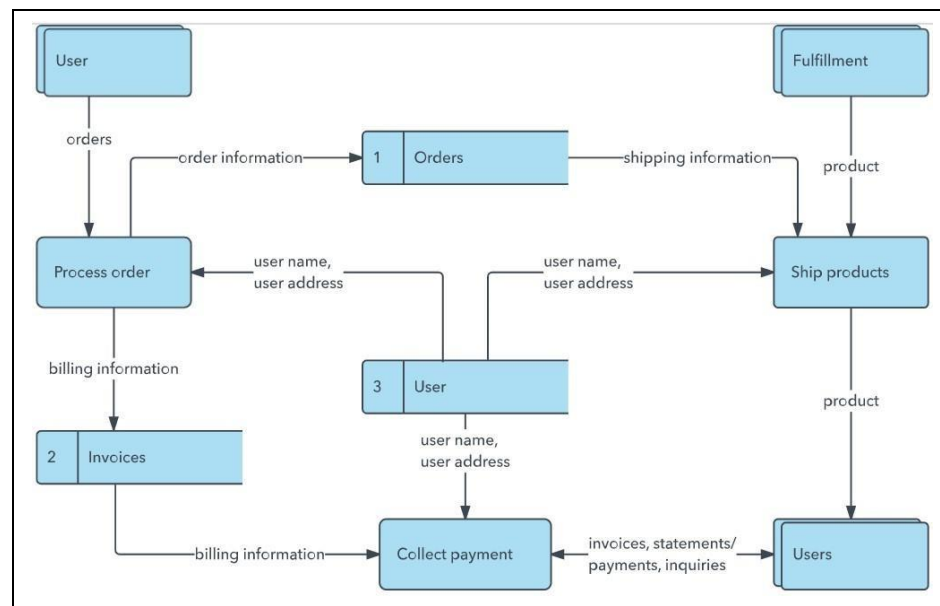 User
Fulfillment
orders
order information
1
Orders
shipping information
product
Process order
user name,
user address
user name,
user address
Ship products
billing information
3
User
product
2
Invoices
user name,
user address
billing information
Collect payment
invoices, statements/
payments, inquiries
Users